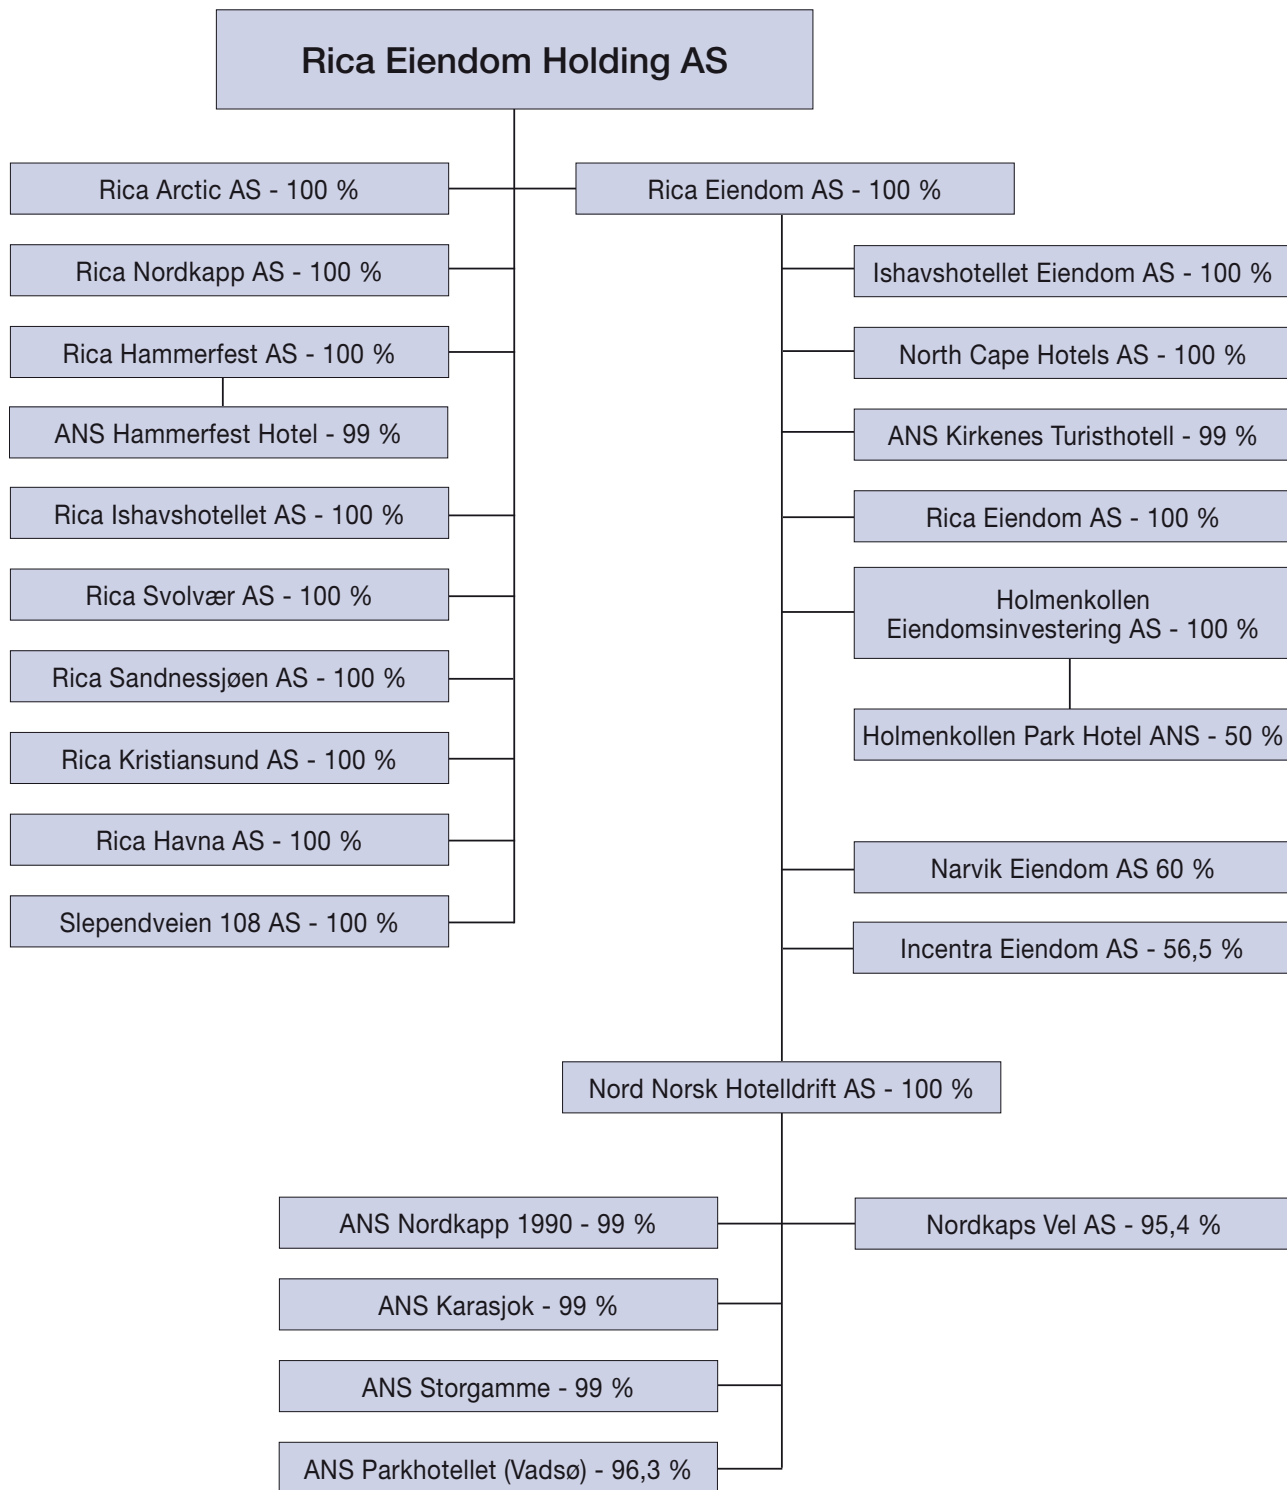 Rica Eiendom Holding AS
Rica Arctic AS - 100 %
Rica Eiendom AS - 100 %
Rica Nordkapp AS - 100 %
Ishavshotellet Eiendom AS - 100 %
Rica Hammerfest AS - 100 %
North Cape Hotels AS - 100 %
ANS Hammerfest Hotel - 99 %
ANS Kirkenes Turisthotell - 99 %
Rica Ishavshotellet AS - 100 %
Rica Eiendom AS - 100 %
Rica Svolvær AS - 100 %
Holmenkollen
Eiendomsinvestering AS - 100 %
Rica Sandnessjøen AS - 100 %
Holmenkollen Park Hotel ANS - 50 %
Rica Kristiansund AS - 100 %
Rica Havna AS - 100 %
Narvik Eiendom AS 60 %
Slependveien 108 AS - 100 %
Incentra Eiendom AS - 56,5 %
Nord Norsk Hotelldrift AS - 100 %
ANS Nordkapp 1990 - 99 %
Nordkaps Vel AS - 95,4 %
ANS Karasjok - 99 %
ANS Storgamme - 99 %
ANS Parkhotellet (Vadsø) - 96,3 %